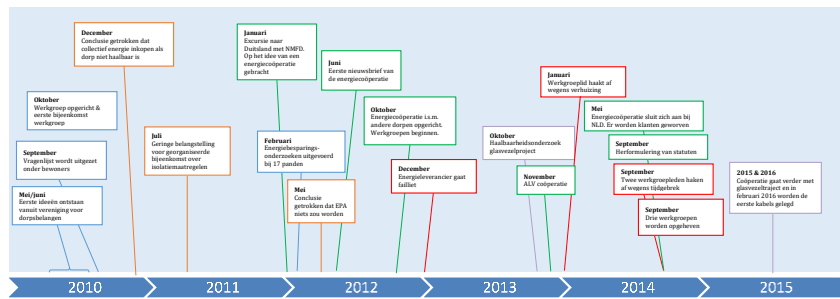 December
Conclusie getrokken dat
collectief energie inkopen als
dorp niet haalbaar is
Oktober
Werkgroep opgericht &
eerste bijeenkomst
werkgroep
September
Vragenlijst wordt uitgezet
onder bewoners
Mei/juni
Eerste ideeën ontstaan
vanuit vereniging voor
dorpsbelangen
Juli
Geringe belangstelling
voor georganiseerde
bijeenkomst over
isolatiemaatregelen
Januari
Excursie naar
Duitsland met NMFD.
Op het idee van een
energiecoöperatie
gebracht
Februari
Energiebesparings-
onderzoeken uitgevoerd
bij 17 panden
Mei
Conclusie
getrokken dat EPA
niets zou worden
Juni
Eerste nieuwsbrief van
de energiecoöperatie
Oktober
Energiecoöperatie i.s.m.
andere dorpen opgericht.
Werkgroepen beginnen.
December
Energieleverancier gaat
failliet
Oktober
Haalbaarheidsonderzoek
glasvezelproject
November
ALV coöperatie
Januari
Werkgroeplid haakt af
wegens verhuizing
Mei
Energiecoöperatie sluit zich aan bij
NLD. Er worden klanten geworven
September
Herformulering van statuten
September
Twee werkgroepleden haken
af wegens tijdgebrek
September
Drie werkgroepen
worden opgeheven
2015 & 2016
Coöperatie gaat verder met
glasvezeltraject en in
februari 2016 worden de
eerste kabels gelegd
2010
2011
2012
2013
2014
2015